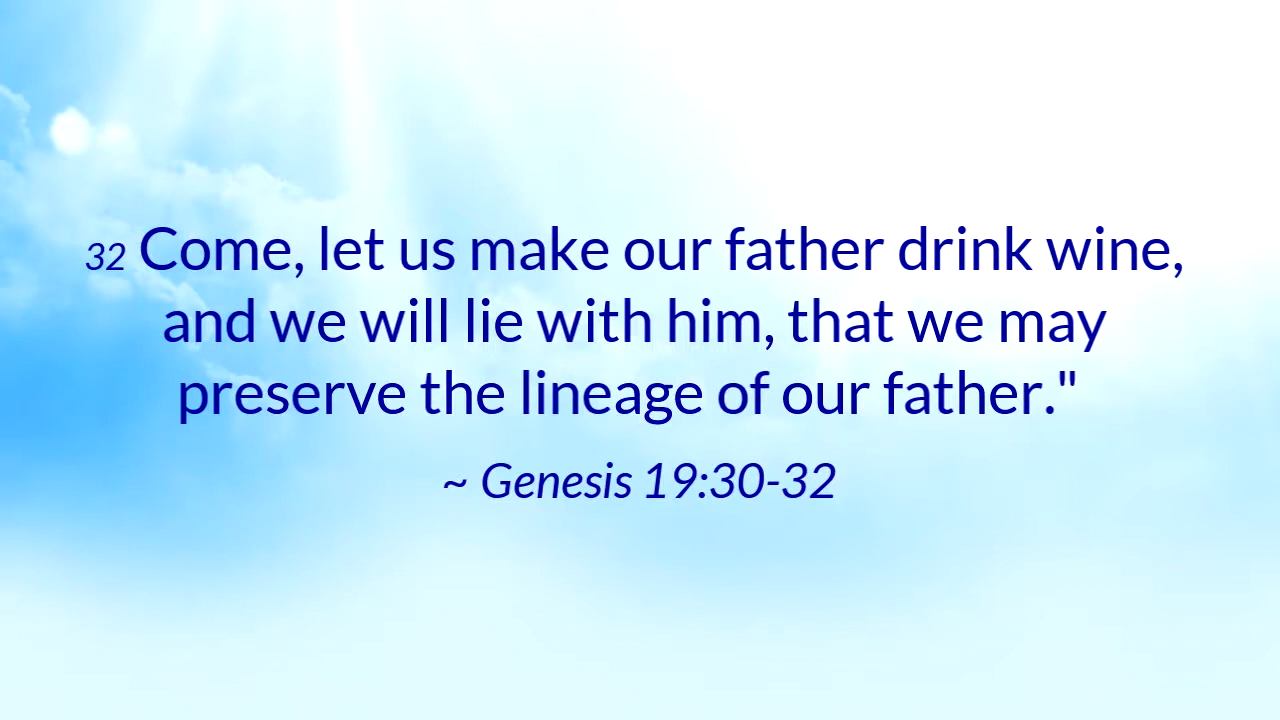 32 Come, let us make our father drink wine,
and we will lie with him, that we may
preserve the lineage of our father."
~ Genesis 19:30-32